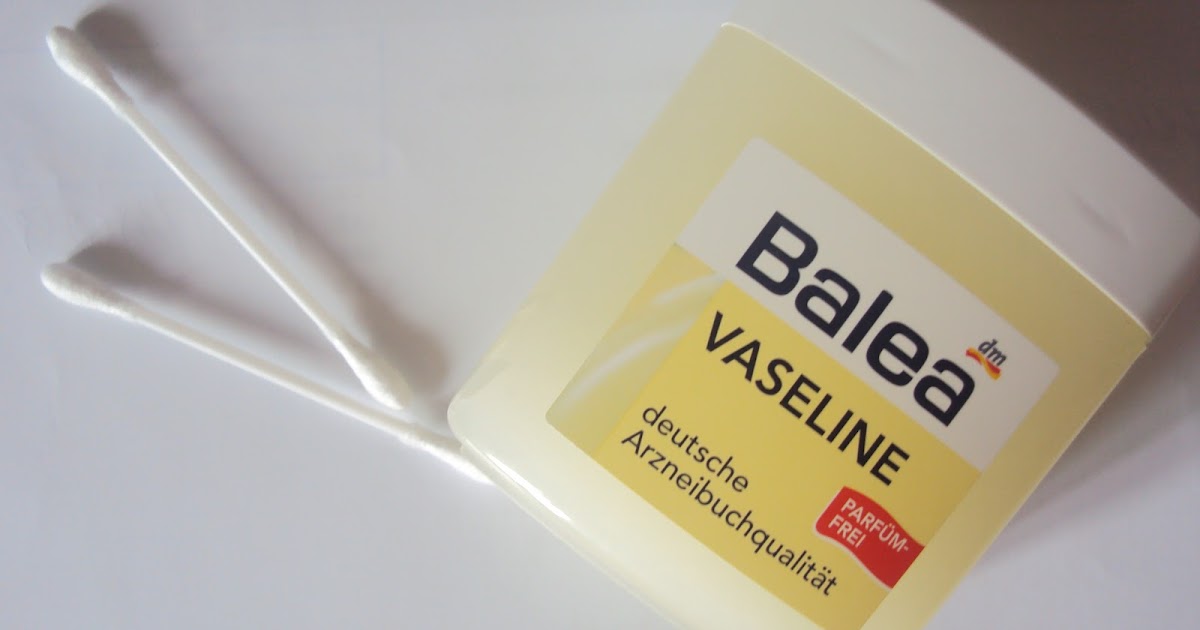 Balea
dm
VASELINE
deutsche
Arzneibuchqualität
PARFÜM-
FREI